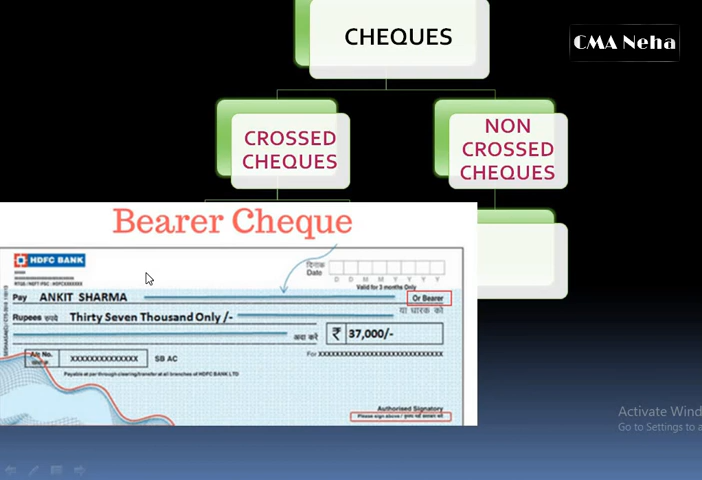 CHEQUES
CMA Neha
CROSSED
CHEQUES
NON
CROSSED
CHEQUES
Bearer Cheque
HDFC BANK
दिनांक
Date
D D M M Y Y Y Y
Valid for 3 months Only
Pay ANKIT SHARMA Or Bearer
या धारक को
Rupees रुपये Thirty Seven Thousand Only /-
अदा करें ₹ 37,000/-
A/c No. XXXXXXXXXXXXXX SB AC
For XXXXXXXXXXXXXXXXXXXXXXXXXXXX
Payable at par through clearing/transfer at all branches of HDFC BANK LTD
Authorised Signatory
Please sign above /
Activate Wind
Go to Settings to a